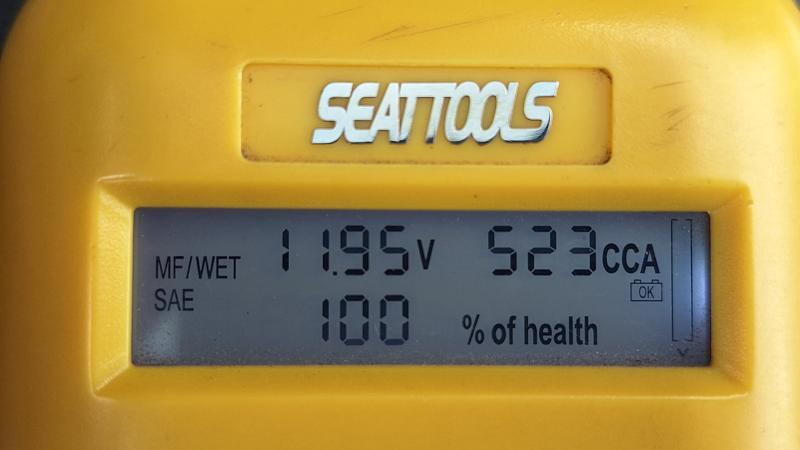 SEATTOOLS
MF/WET 11.95V 523CCA
SAE OK
100 % of health